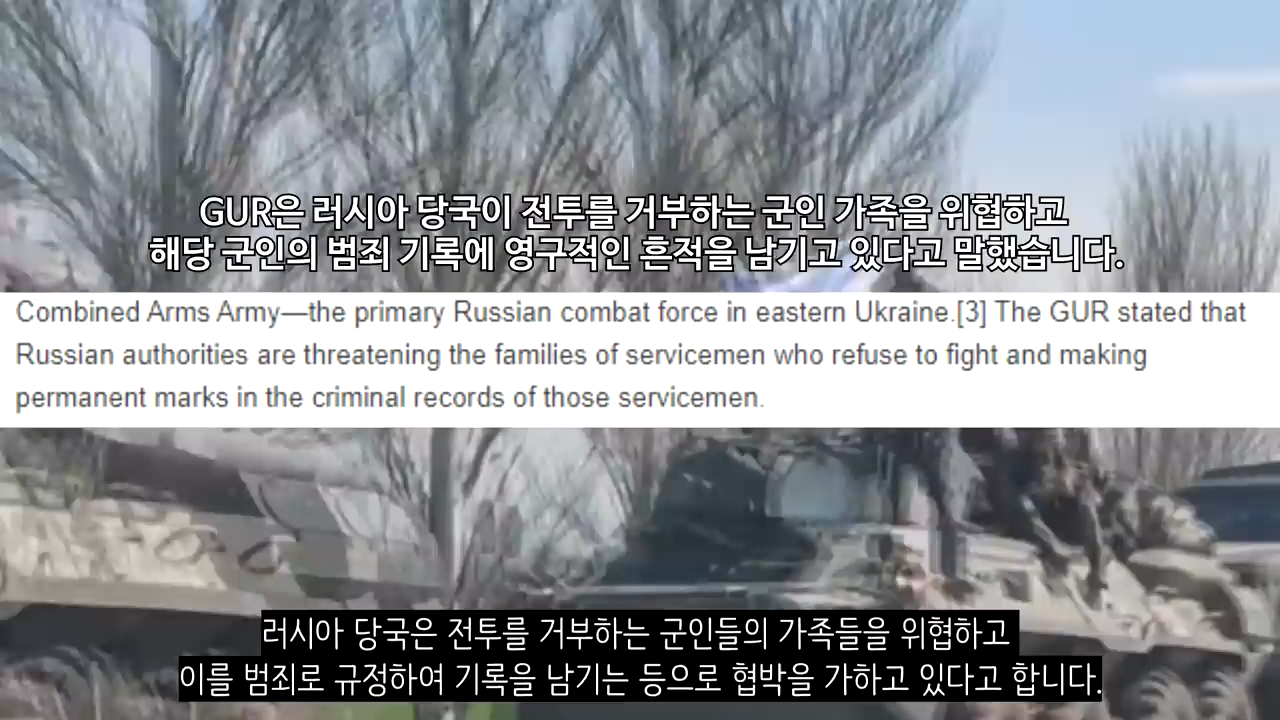 GUR은 러시아 당국이 전투를 거부하는 군인 가족을 위협하고
해당 군인의 범죄 기록에 영구적인 흔적을 남기고 있다고 말했습니다.
Combined Arms Army—the primary Russian combat force in eastern Ukraine.[3] The GUR stated that
Russian authorities are threatening the families of servicemen who refuse to fight and making
permanent marks in the criminal records of those servicemen.
러시아 당국은 전투를 거부하는 군인들의 가족들을 위협하고
이를 범죄로 규정하여 기록을 남기는 등으로 협박을 가하고 있다고 합니다.